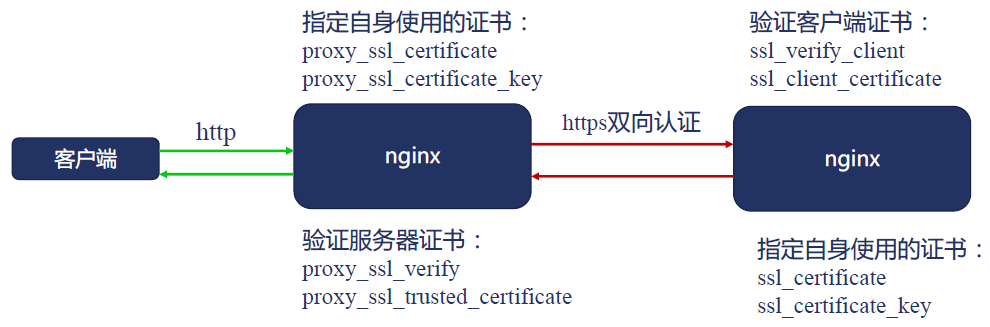 指定自身使用的证书：
proxy_ssl_certificate
proxy_ssl_certificate_key
验证客户端证书：
ssl_verify_client
ssl_client_certificate
客户端
http
nginx
https双向认证
nginx
验证服务器证书：
proxy_ssl_verify
proxy_ssl_trusted_certificate
指定自身使用的证书：
ssl_certificate
ssl_certificate_key